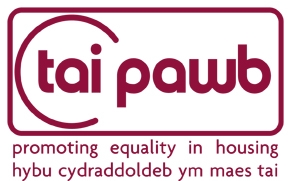 tai pawb
promoting equality in housing
hybu cydraddoldeb ym maes tai